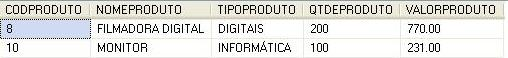 CODPRODUTO NOMEPRODUTO TIPOPRODUTO QTDEPRODUTO VALORPRODUTO
8 FILMADORA DIGITAL DIGITAIS 200 770.00
10 MONITOR INFORMÁTICA 100 231.00